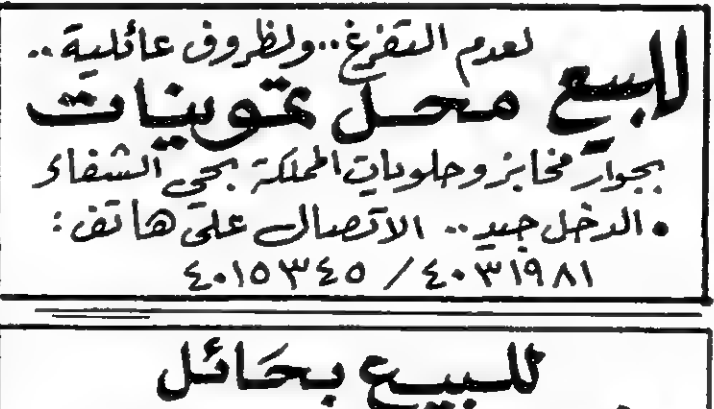 لعدم التفرغ.. ولظروف عائلية..
للبيع محل تموينات
بجوار مخابز وحلويات المملكة بحي الشفاء
• الدخل جيد.. الاتصال على هاتف:
٤٠٣١٩٨١ / ٤٠١٥٣٤٥
للبيع بحائل